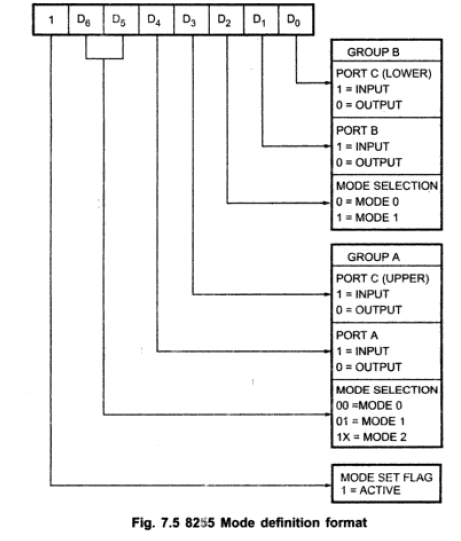 1 D6 D5 D4 D3 D2 D1 D0
GROUP B
PORT C (LOWER)
1 = INPUT
0 = OUTPUT
PORT B
1 = INPUT
0 = OUTPUT
MODE SELECTION
0 = MODE 0
1 = MODE 1
GROUP A
PORT C (UPPER)
1 = INPUT
0 = OUTPUT
PORT A
1 = INPUT
0 = OUTPUT
MODE SELECTION
00 =MODE 0
01 = MODE 1
1X = MODE 2
MODE SET FLAG
1 = ACTIVE
Fig. 7.5 8255 Mode definition format